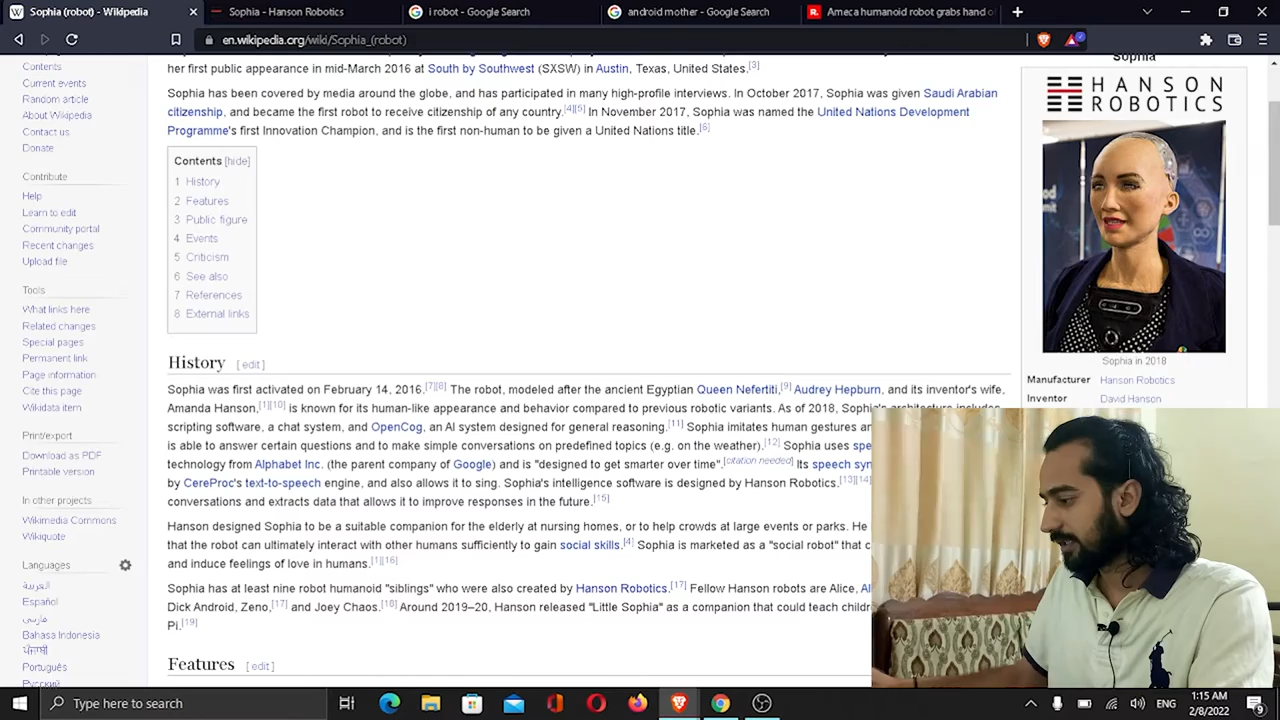 Sophia (robot) - Wikipedia
Sophia - Hanson Robotics
i robot - Google Search
android mother - Google Search
Ameca humanoid robot grabs hand o
en.wikipedia.org/wiki/Sophia_(robot)
Contents
Current events
Random article
About Wikipedia
Contact us
Donate
Contribute
Help
Learn to edit
Community portal
Recent changes
Upload file
Tools
What links here
Related changes
Special pages
Permanent link
Page information
Cite this page
Wikidata item
Print/export
Download as PDF
Printable version
In other projects
Wikimedia Commons
Wikiquote
Languages
العربية
Español
فارسی
Bahasa Indonesia
ਪੰਜਾਬੀ
Português
Русский
her first public appearance in mid-March 2016 at South by Southwest (SXSW) in Austin, Texas, United States.[3]
Sophia has been covered by media around the globe, and has participated in many high-profile interviews. In October 2017, Sophia was given Saudi Arabian
citizenship, and became the first robot to receive citizenship of any country.[4][5] In November 2017, Sophia was named the United Nations Development
Programme's first Innovation Champion, and is the first non-human to be given a United Nations title.[6]
Contents [hide]
1 History
2 Features
3 Public figure
4 Events
5 Criticism
6 See also
7 References
8 External links
History [ edit ]
Sophia was first activated on February 14, 2016.[7][8] The robot, modeled after the ancient Egyptian Queen Nefertiti,[9] Audrey Hepburn, and its inventor's wife,
Amanda Hanson,[1][10] is known for its human-like appearance and behavior compared to previous robotic variants. As of 2018, Sophia's architecture includes
scripting software, a chat system, and OpenCog, an AI system designed for general reasoning.[11] Sophia imitates human gestures
is able to answer certain questions and to make simple conversations on predefined topics (e.g. on the weather).[12] Sophia uses spe
technology from Alphabet Inc. (the parent company of Google) and is "designed to get smarter over time".[citation needed] Its speech syn
by CereProc's text-to-speech engine, and also allows it to sing. Sophia's intelligence software is designed by Hanson Robotics.[13][14]
conversations and extracts data that allows it to improve responses in the future.[15]
Hanson designed Sophia to be a suitable companion for the elderly at nursing homes, or to help crowds at large events or parks. He
that the robot can ultimately interact with other humans sufficiently to gain social skills.[4] Sophia is marketed as a "social robot" that c
and induce feelings of love in humans.[1][16]
Sophia has at least nine robot humanoid "siblings" who were also created by Hanson Robotics.[17] Fellow Hanson robots are Alice, Al
Dick Android, Zeno,[17] and Joey Chaos.[18] Around 2019–20, Hanson released "Little Sophia" as a companion that could teach childr
Pi.[19]
Features [ edit ]
Sophia
HANSON
ROBOTICS
Sophia in 2018
Manufacturer Hanson Robotics
Inventor David Hanson
Type here to search
ENG
1:15 AM
2/8/2022
9